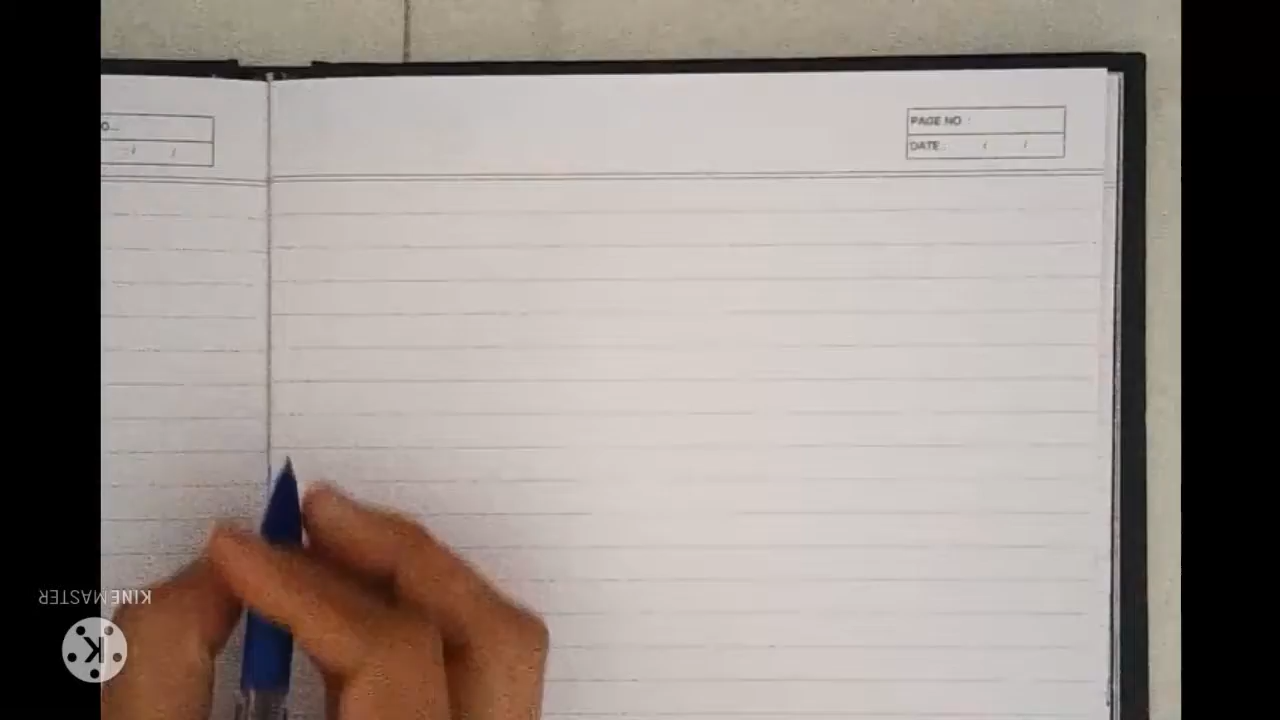 O...
: / /
PAGE NO :
DATE : / /
KINEMASTER
K